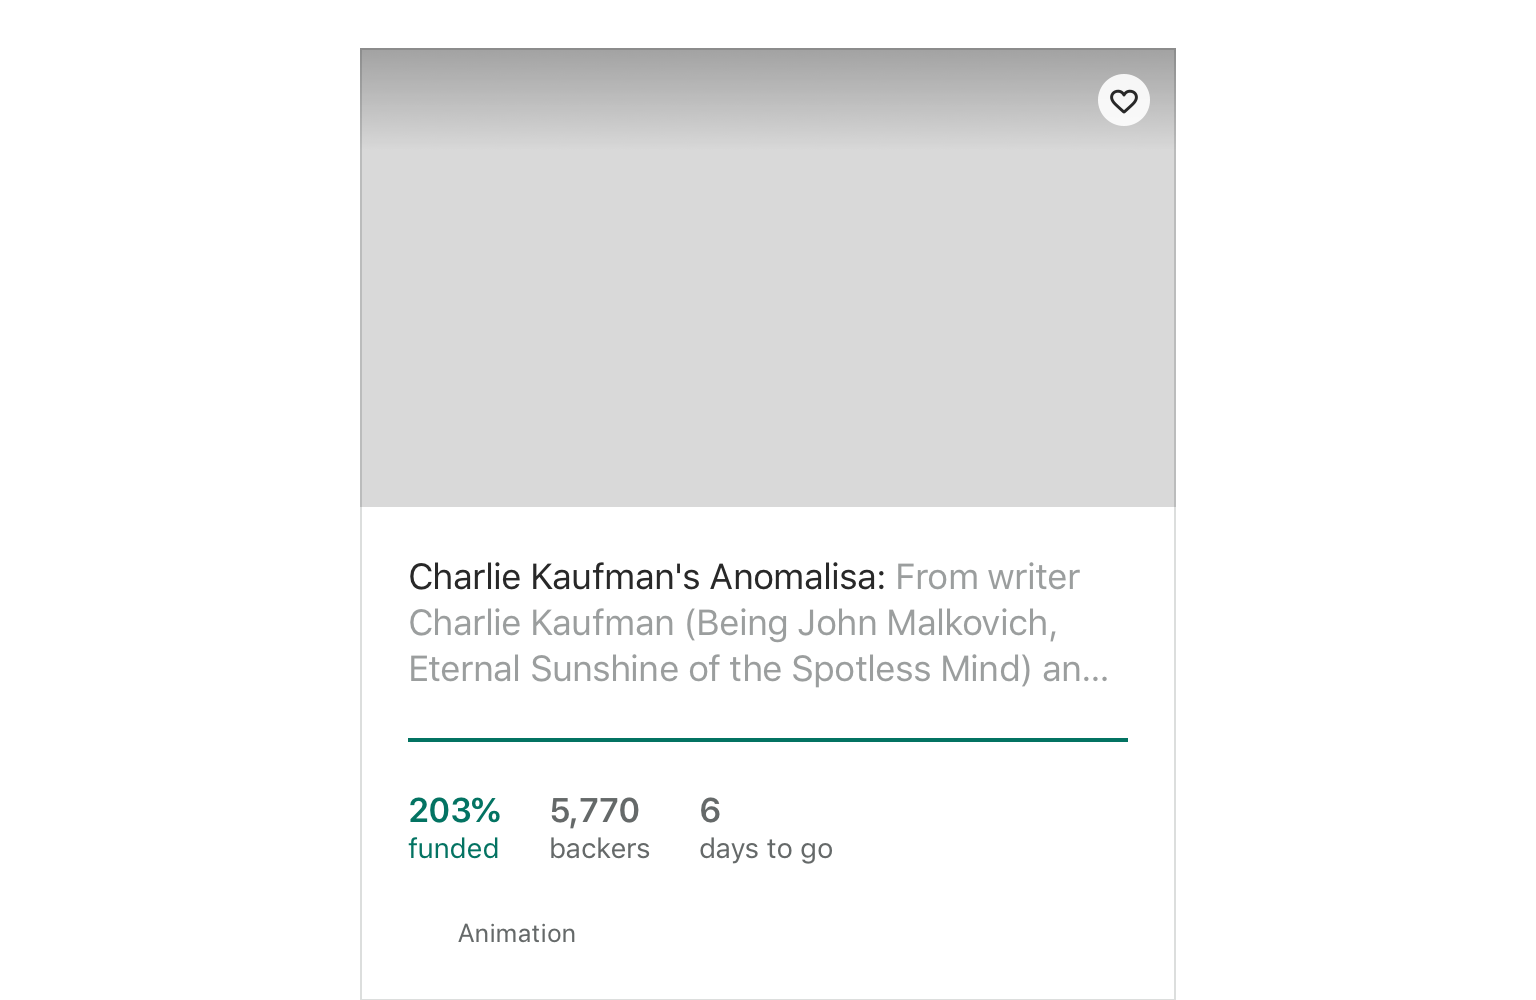 Charlie Kaufman's Anomalisa: From writer
Charlie Kaufman (Being John Malkovich,
Eternal Sunshine of the Spotless Mind) an...
203% 5,770 6
funded backers days to go
Animation